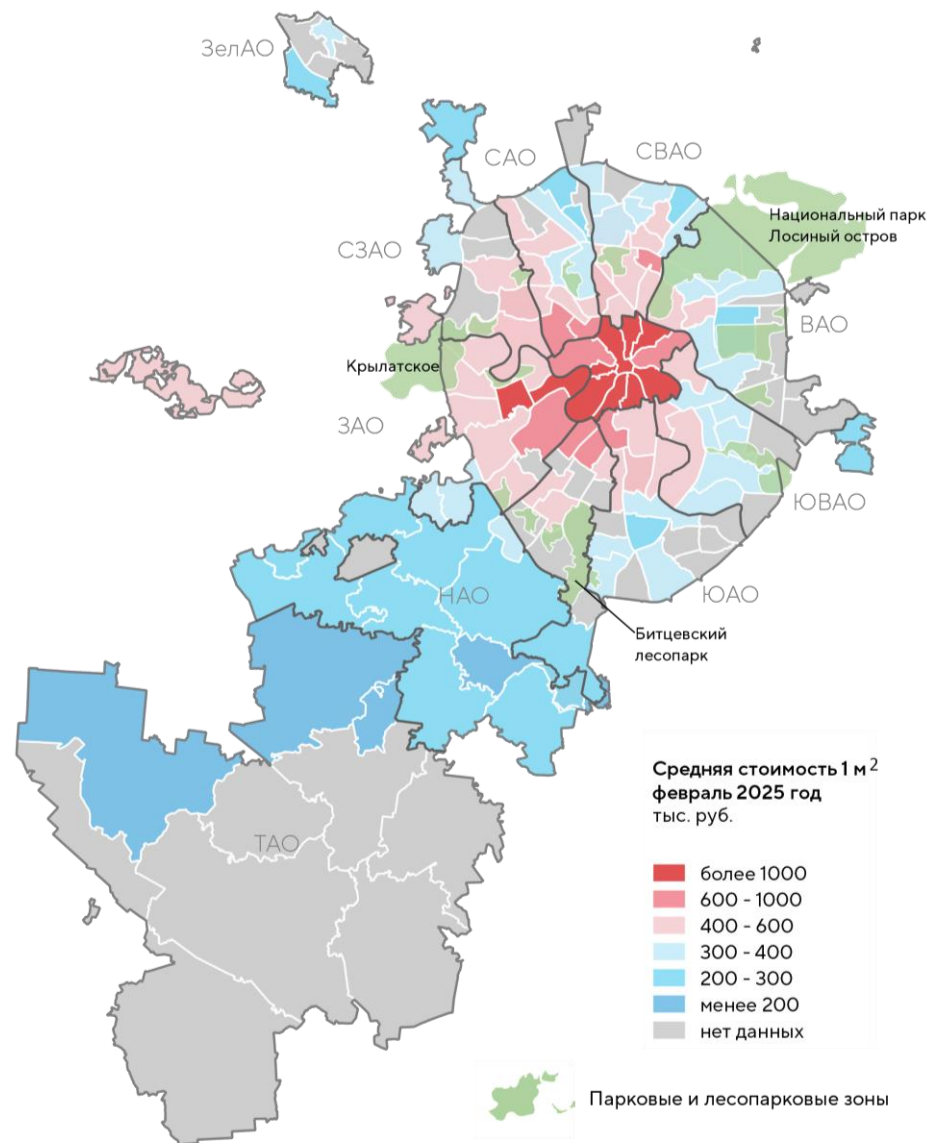 ЗелАО
САО
СВАО
Национальный парк
Лосиный остров
СЗАО
ВАО
Крылатское
ЗАО
ЮВАО
НАО
ЮАО
Битцевский
лесопарк
Средняя стоимость 1 м2
февраль 2025 год
тыс. руб.
более 1000
600 - 1000
400 - 600
300 - 400
200 - 300
менее 200
нет данных
ТАО
Парковые и лесопарковые зоны